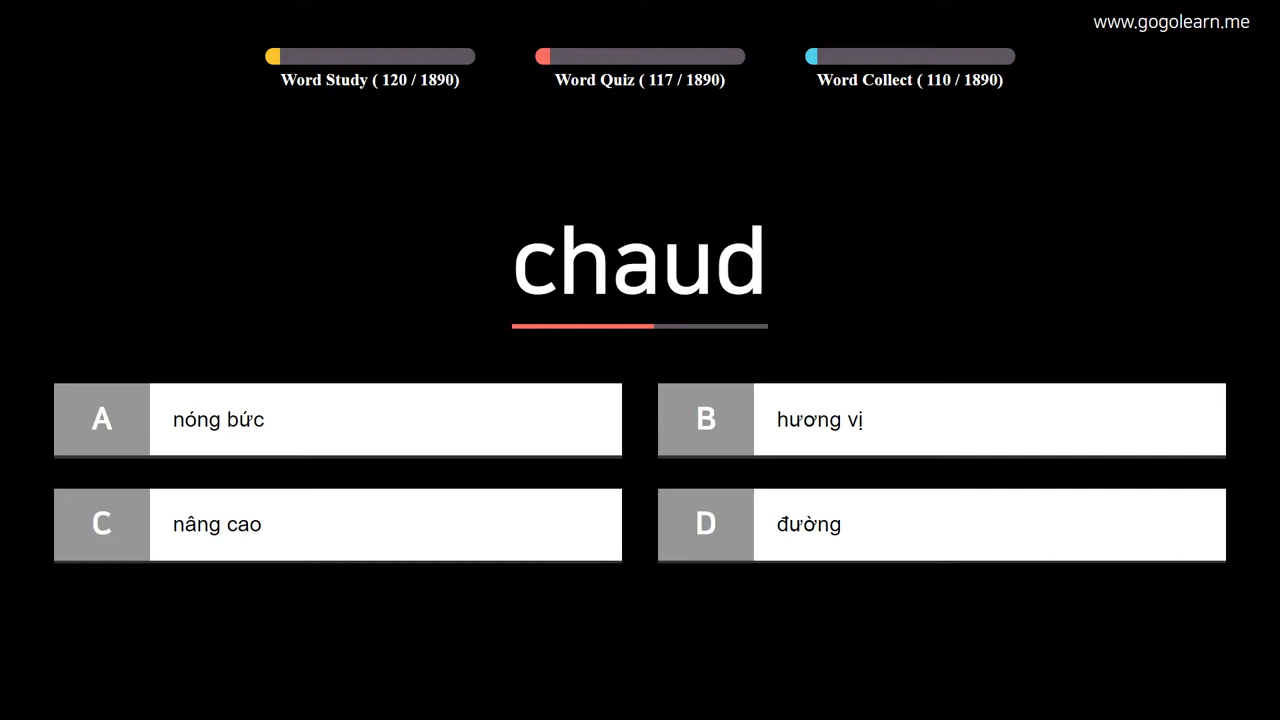 www.gogolearn.me
Word Study ( 120 / 1890)
Word Quiz ( 117 / 1890)
Word Collect ( 110 / 1890)
chaud
A nóng bức
B hương vị
C nâng cao
D đường